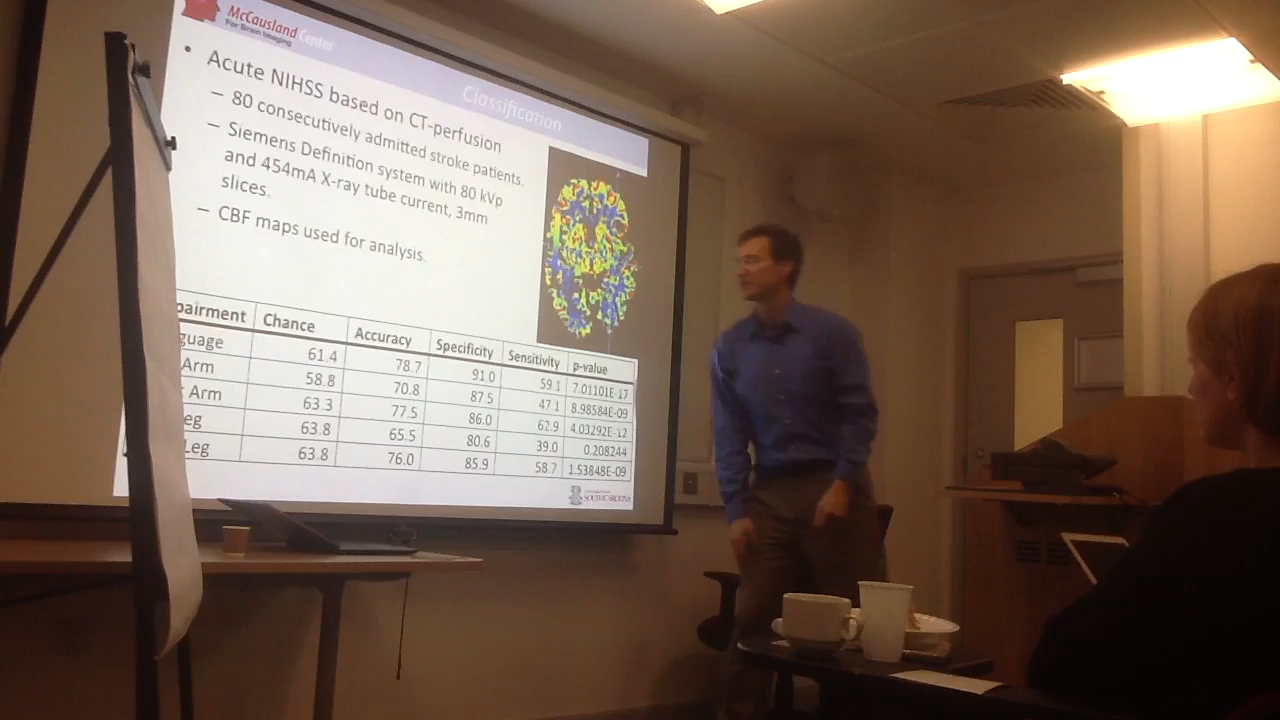 McCausland Center
For Brain Imaging
Classification
• Acute NIHSS based on CT-perfusion
– 80 consecutively admitted stroke patients.
– Siemens Definition system with 80 kVp
and 454mA X-ray tube current, 3mm
slices.
– CBF maps used for analysis.
pairment Chance Accuracy Specificity Sensitivity p-value
guage 61.4 78.7 91.0 59.1 7.01101E-17
Arm 58.8 70.8 87.5 47.1 8.98584E-09
Arm 63.3 77.5 86.0 62.9 4.03292E-12
eg 63.8 65.5 80.6 39.0 0.208244
Leg 63.8 76.0 85.9 58.7 1.53848E-09
SOUTH CAROLINA